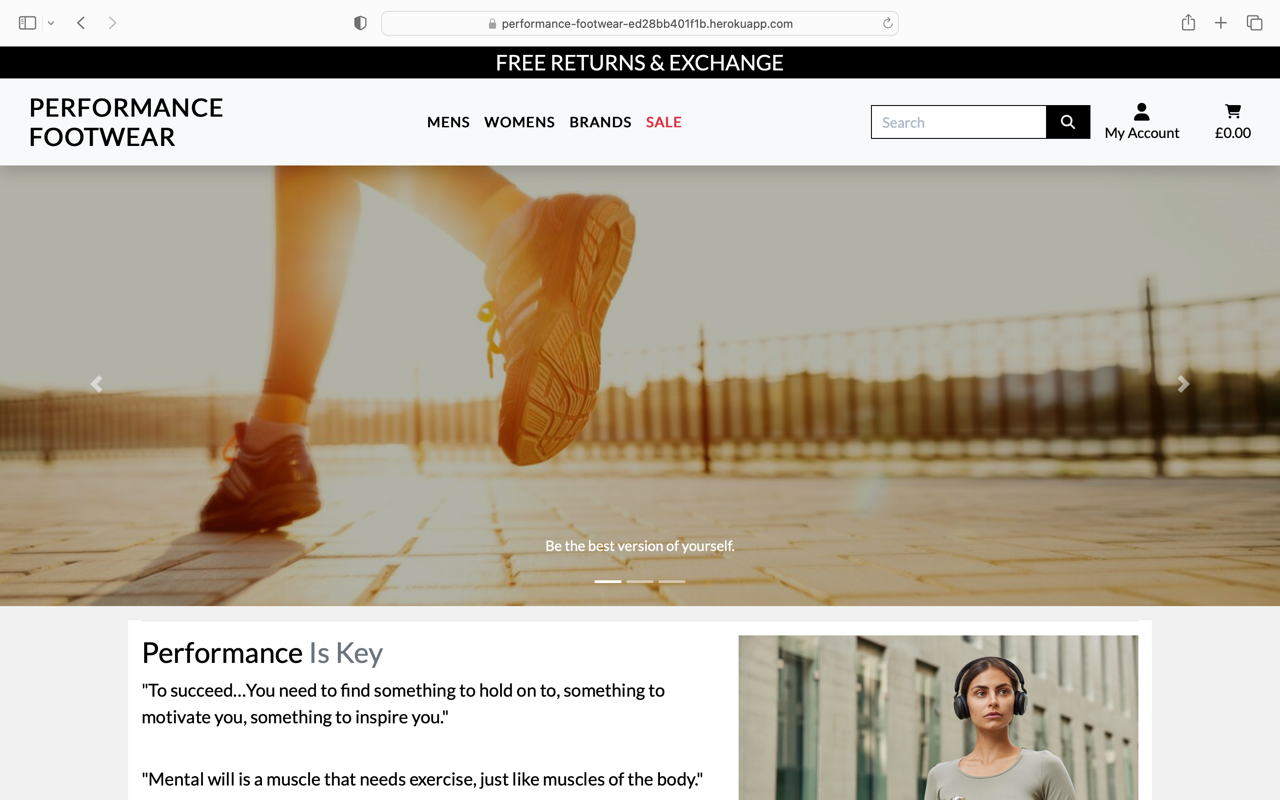 performance-footwear-ed28bb401f1b.herokuapp.com
FREE RETURNS & EXCHANGE
PERFORMANCE
FOOTWEAR
MENS WOMENS BRANDS SALE
Search
My Account
£0.00
Be the best version of yourself.
Performance Is Key
"To succeed...You need to find something to hold on to, something to
motivate you, something to inspire you."
"Mental will is a muscle that needs exercise, just like muscles of the body."